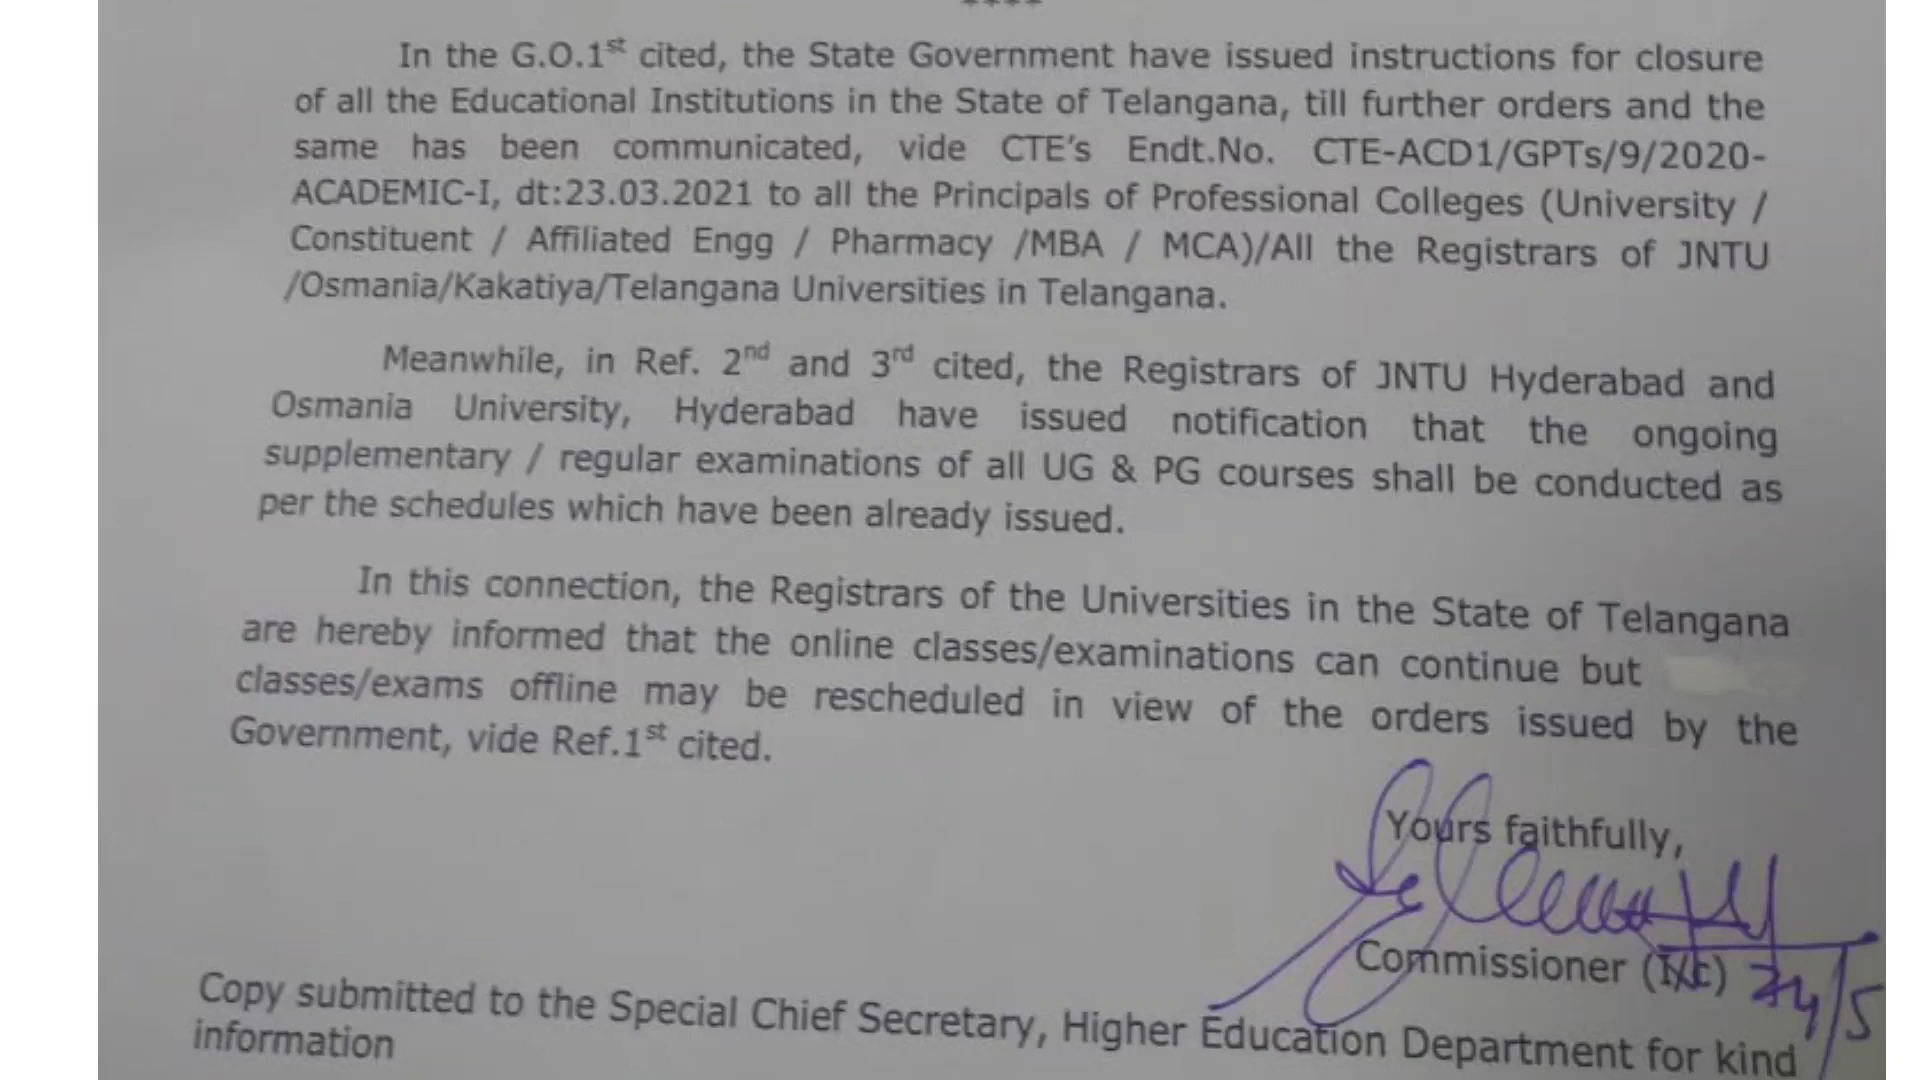 ****
In the G.O.1st cited, the State Government have issued instructions for closure
of all the Educational Institutions in the State of Telangana, till further orders and the
same has been communicated, vide CTE's Endt.No. CTE-ACD1/GPTs/9/2020-
ACADEMIC-I, dt:23.03.2021 to all the Principals of Professional Colleges (University /
Constituent / Affiliated Engg / Pharmacy /MBA / MCA)/All the Registrars of JNTU
/Osmania/Kakatiya/Telangana Universities in Telangana.
Meanwhile, in Ref. 2nd and 3rd cited, the Registrars of JNTU Hyderabad and
Osmania University, Hyderabad have issued notification that the ongoing
supplementary / regular examinations of all UG & PG courses shall be conducted as
per the schedules which have been already issued.
In this connection, the Registrars of the Universities in the State of Telangana
are hereby informed that the online classes/examinations can continue but
classes/exams offline may be rescheduled in view of the orders issued by the
Government, vide Ref.1st cited.
Yours faithfully,
Commissioner (I/c)
Copy submitted to the Special Chief Secretary, Higher Education Department for kind
information